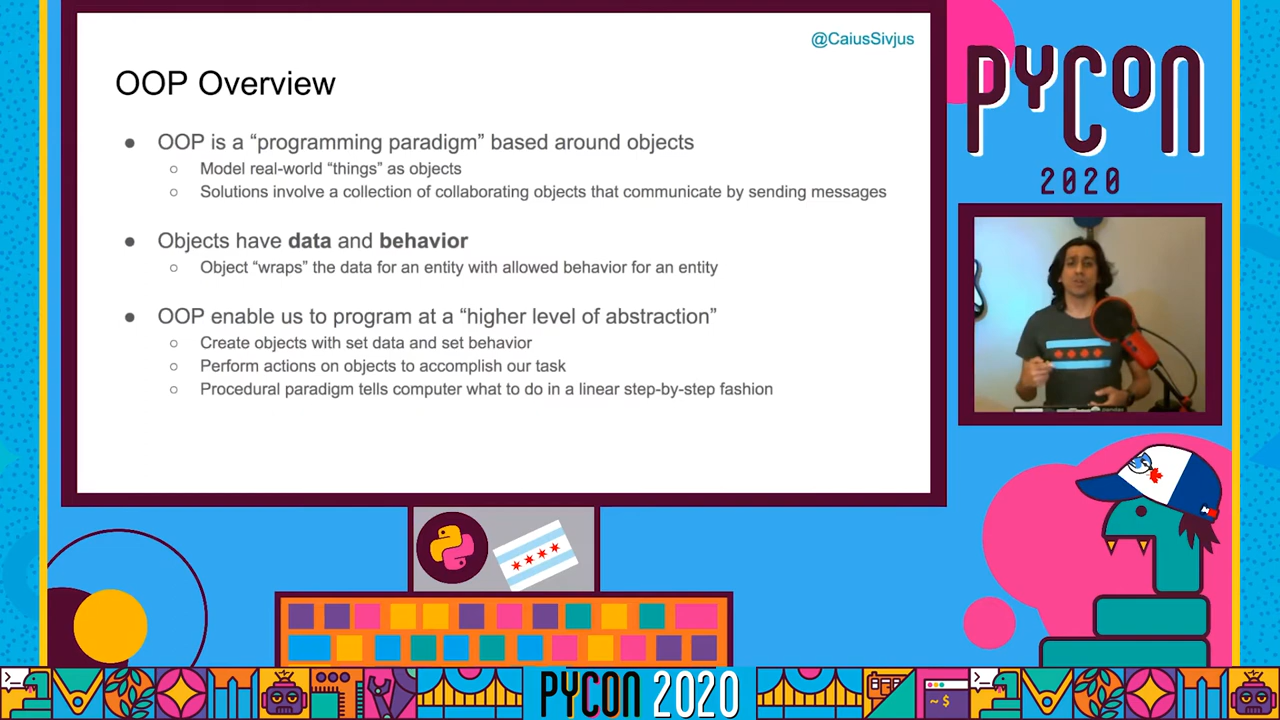 @CaiusSivjus
OOP Overview
● OOP is a “programming paradigm” based around objects
○ Model real-world “things” as objects
○ Solutions involve a collection of collaborating objects that communicate by sending messages
● Objects have data and behavior
○ Object “wraps” the data for an entity with allowed behavior for an entity
● OOP enable us to program at a “higher level of abstraction”
○ Create objects with set data and set behavior
○ Perform actions on objects to accomplish our task
○ Procedural paradigm tells computer what to do in a linear step-by-step fashion
PYCON
2020
PYCON 2020
~$